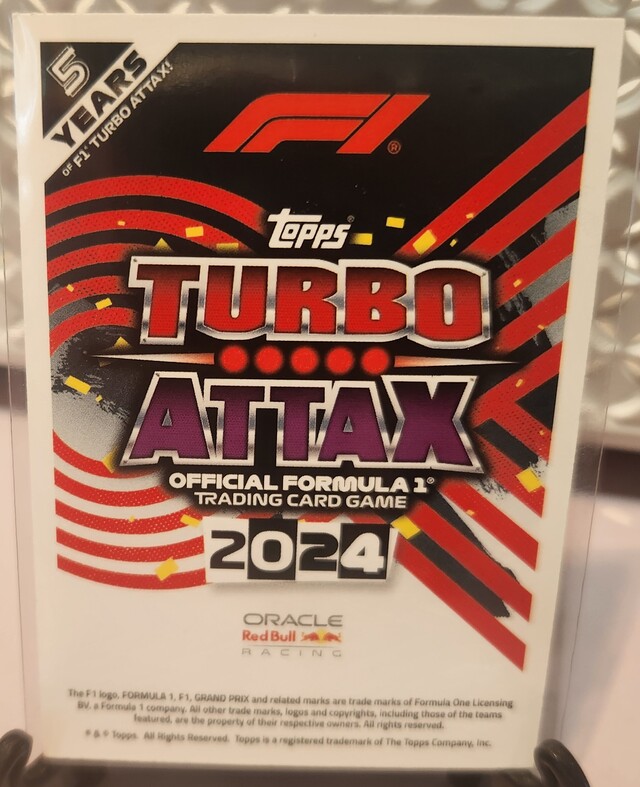 5
YEARS
OF F1® TURBO ATTAX!
F1®
topps®
TURBO
ATTAX
OFFICIAL FORMULA 1®
TRADING CARD GAME
2024
ORACLE
Red Bull
RACING
The F1 logo, FORMULA 1, F1, GRAND PRIX and related marks are trade marks of Formula One Licensing
BV, a Formula 1 company. All other trade marks, logos and copyrights, including those of the teams
featured, are the property of their respective owners. All rights reserved.
® & © Topps. All Rights Reserved. Topps is a registered trademark of The Topps Company, Inc.